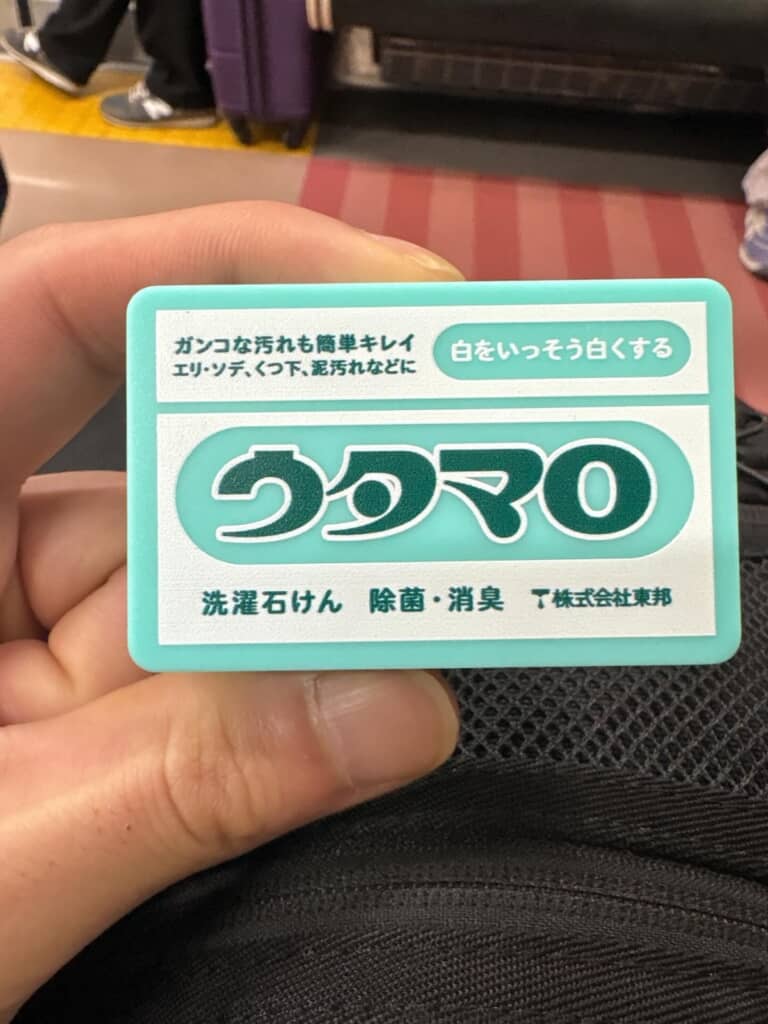 ガンコな汚れも簡単キレイ
エリ・ソデ、くつ下、泥汚れなどに
白をいっそう白くする
ウタマロ
洗濯石けん 除菌・消臭 株式会社東邦